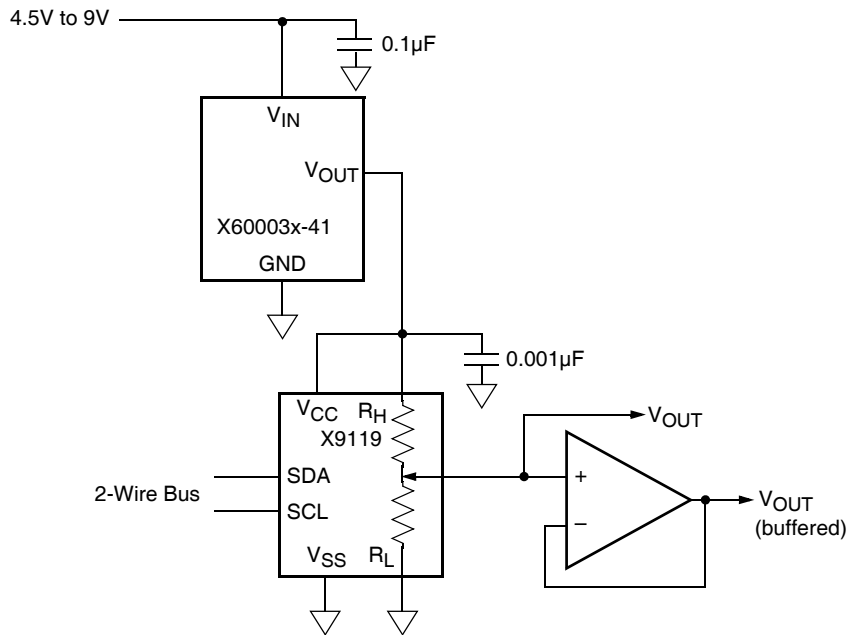 4.5V to 9V
0.1µF
VIN
VOUT
X60003x-41
GND
0.001µF
VCC RH
X9119
VOUT
SDA
2-Wire Bus
SCL
+
−
VOUT
(buffered)
VSS RL